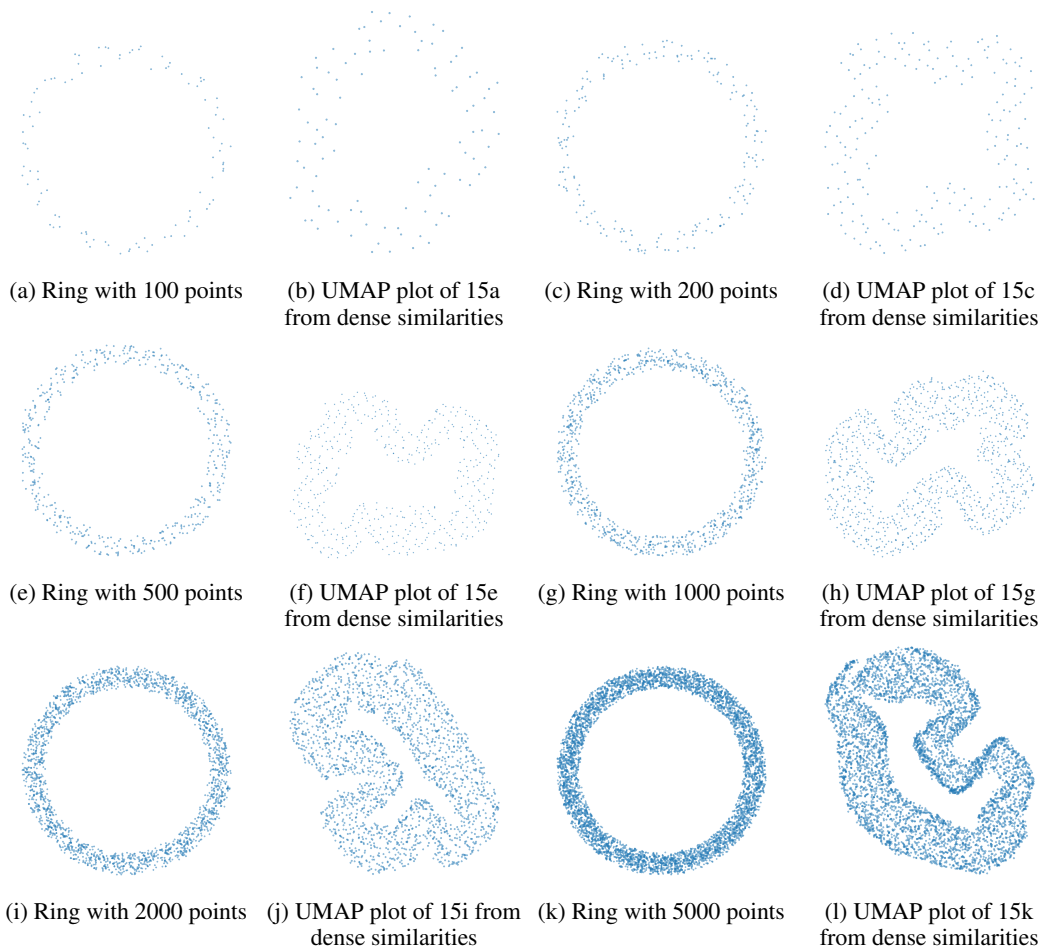 (a) Ring with 100 points
(b) UMAP plot of 15a
from dense similarities
(c) Ring with 200 points
(d) UMAP plot of 15c
from dense similarities
(e) Ring with 500 points
(f) UMAP plot of 15e
from dense similarities
(g) Ring with 1000 points
(h) UMAP plot of 15g
from dense similarities
(i) Ring with 2000 points
(j) UMAP plot of 15i from
dense similarities
(k) Ring with 5000 points
(l) UMAP plot of 15k
from dense similarities